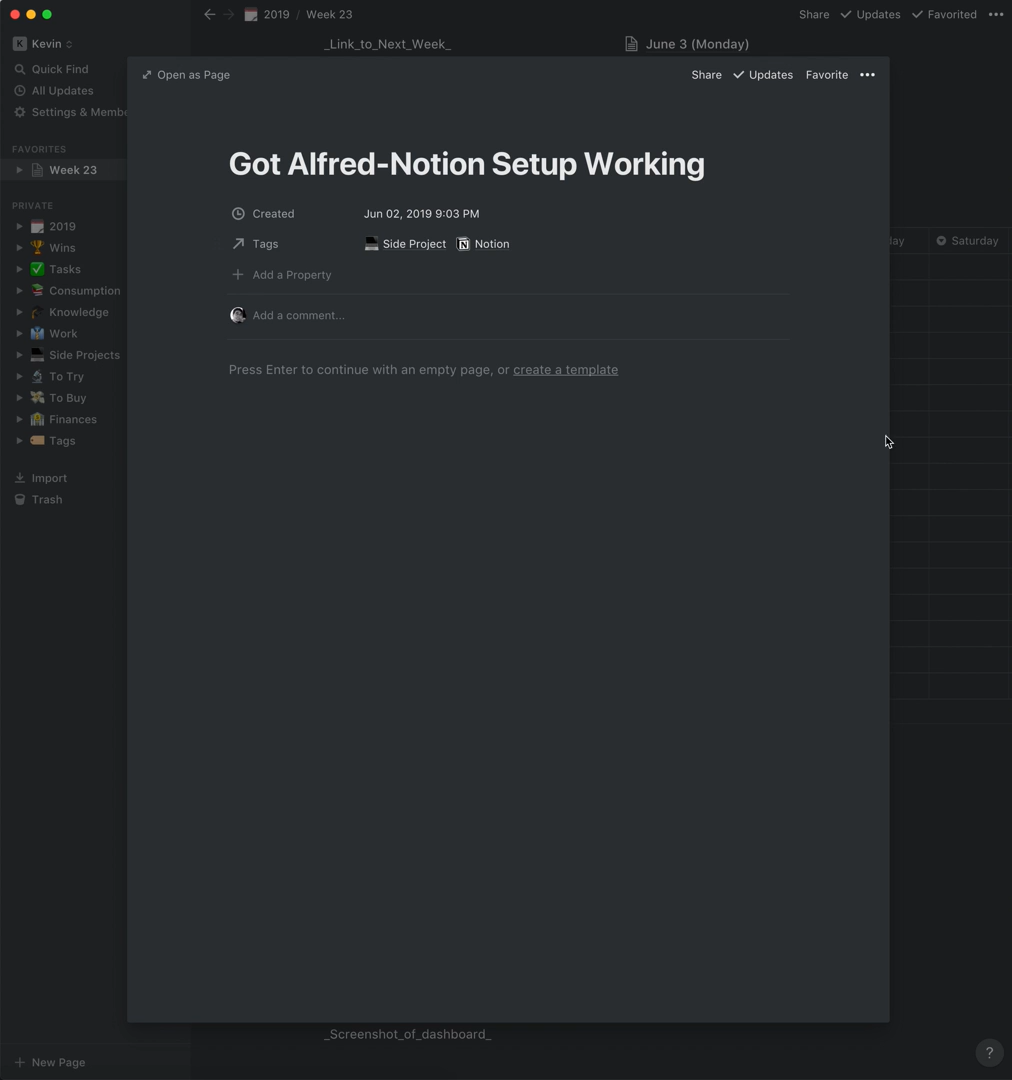 2019 / Week 23
Share Updates Favorited
K Kevin
_Link_to_Next_Week_
June 3 (Monday)
Quick Find
All Updates
Settings & Membe
FAVORITES
Week 23
PRIVATE
2019
Wins
Tasks
Consumption
Knowledge
Work
Side Projects
To Try
To Buy
Finances
Tags
Import
Trash
New Page
Open as Page
Share Updates Favorite
Got Alfred-Notion Setup Working
Created Jun 02, 2019 9:03 PM
Tags Side Project N Notion
Add a Property
Add a comment...
Press Enter to continue with an empty page, or create a template
day Saturday
_Screenshot_of_dashboard_
?